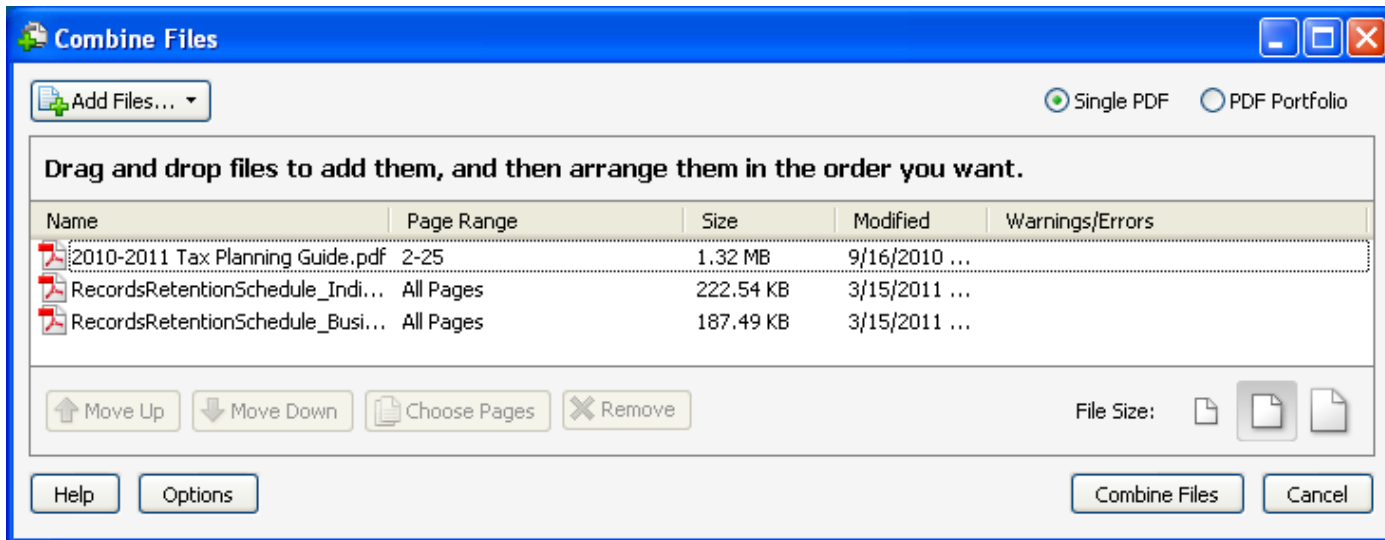 Combine Files
Add Files... Single PDF PDF Portfolio
Drag and drop files to add them, and then arrange them in the order you want.
Name Page Range Size Modified Warnings/Errors
2010-2011 Tax Planning Guide.pdf 2-25 1.32 MB 9/16/2010 ...
RecordsRetentionSchedule_Indi... All Pages 222.54 KB 3/15/2011 ...
RecordsRetentionSchedule_Busi... All Pages 187.49 KB 3/15/2011 ...
Move Up Move Down Choose Pages Remove File Size:
Help Options Combine Files Cancel